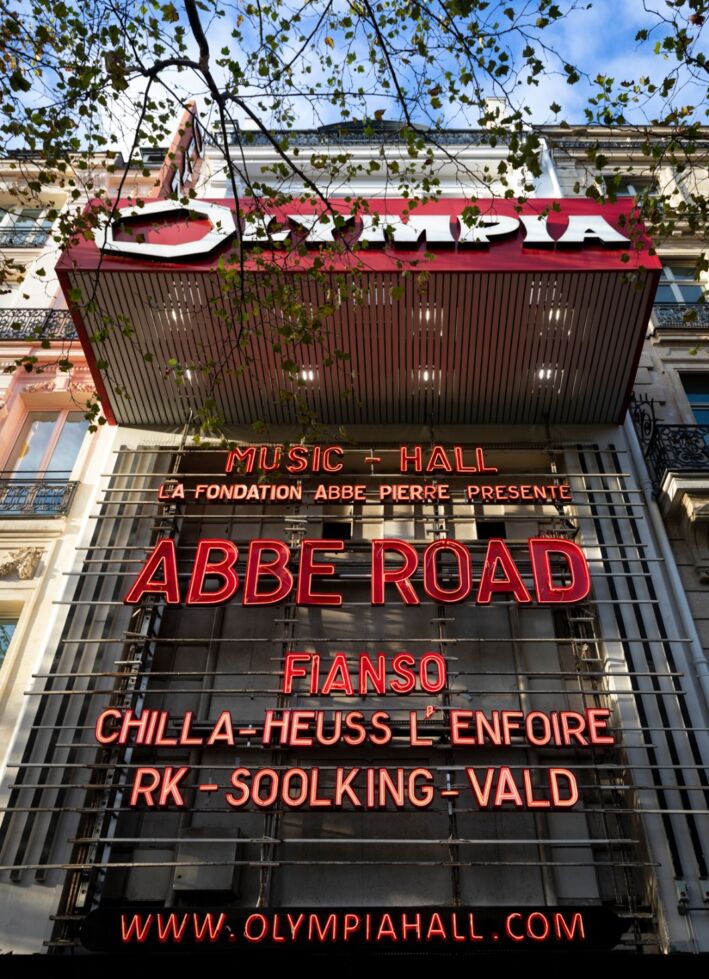 OLYMPIA
MUSIC - HALL
LA FONDATION ABBE PIERRE PRESENTE
ABBE ROAD
FIANSO
CHILLA-HEUSS L'ENFOIRE
RK - SOOLKING - VALD
WWW.OLYMPIAHALL.COM